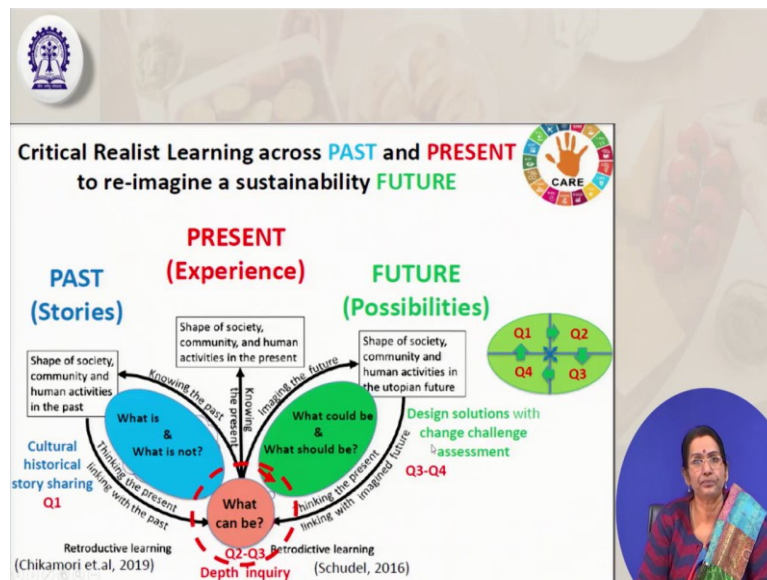 Critical Realist Learning across PAST and PRESENT
to re-imagine a sustainability FUTURE
CARE
PRESENT
(Experience)
PAST
(Stories)
FUTURE
(Possibilities)
Shape of society,
community and
human activities
in the past
Shape of society,
community, and human
activities in the present
Shape of society,
community and
human activities in
the utopian future
Q1
Q2
Q4
Q3
Knowing the past
Knowing
the present
Imaging the future
What is
&
What is not?
What could be
&
What should be?
Thinking the present
linking with the past
Thinking the present
linking with imagined future
What
can be?
Cultural
historical
story sharing
Q1
Design solutions with
change challenge
assessment
Q3-Q4
Retroductive learning
(Chikamori et.al, 2019)
Q2-Q3
Depth inquiry
Retrodictive learning
(Schudel, 2016)